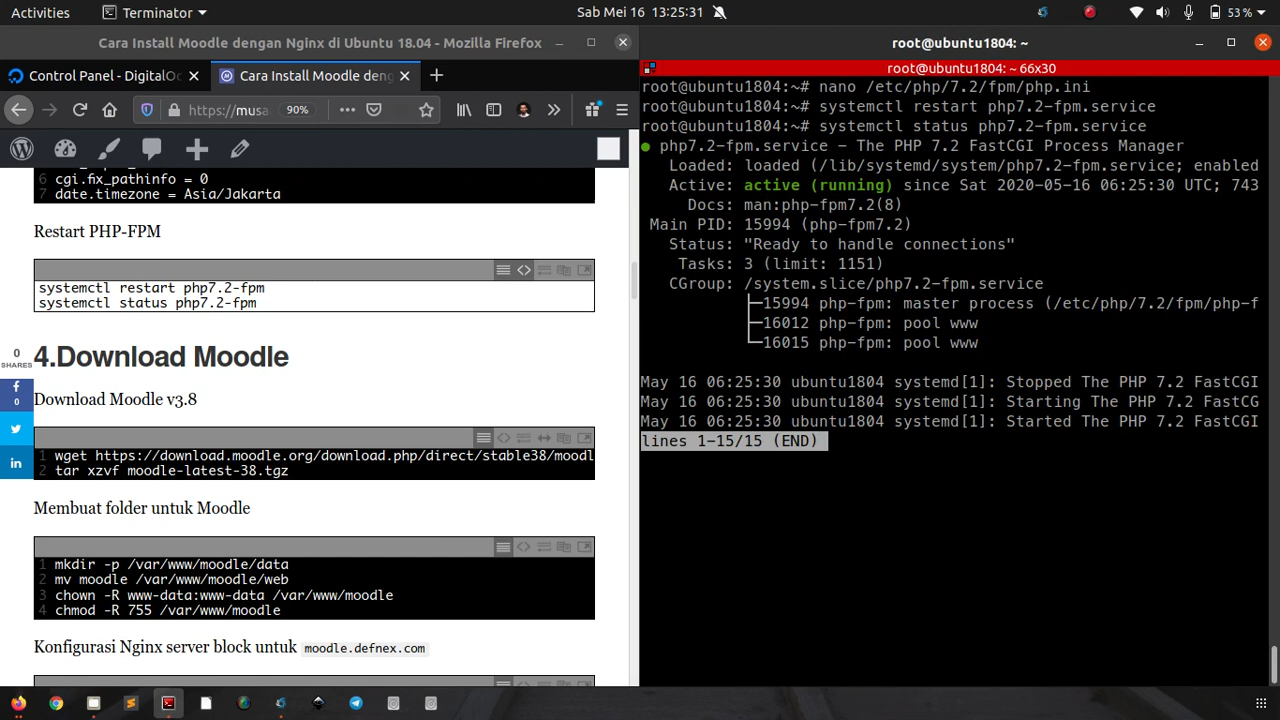 Activities
Terminator
Sab Mei 16 13:25:31
53 %
Cara Install Moodle dengan Nginx di Ubuntu 18.04 - Mozilla Firefox
root@ubuntu1804: ~
Control Panel - DigitalOc
Cara Install Moodle deng
root@ubuntu1804: ~ 66x30
https://musa
90%
6 cgi.fix_pathinfo = 0
7 date.timezone = Asia/Jakarta
Restart PHP-FPM
systemctl restart php7.2-fpm
systemctl status php7.2-fpm
0
SHARES
4.Download Moodle
0
Download Moodle v3.8
1 wget https://download.moodle.org/download.php/direct/stable38/moodl
2 tar xzvf moodle-latest-38.tgz
Membuat folder untuk Moodle
1 mkdir -p /var/www/moodle/data
2 mv moodle /var/www/moodle/web
3 chown -R www-data:www-data /var/www/moodle
4 chmod -R 755 /var/www/moodle
Konfigurasi Nginx server block untuk moodle.defnex.com
root@ubuntu1804:~# nano /etc/php/7.2/fpm/php.ini
root@ubuntu1804:~# systemctl restart php7.2-fpm.service
root@ubuntu1804:~# systemctl status php7.2-fpm.service
● php7.2-fpm.service - The PHP 7.2 FastCGI Process Manager
Loaded: loaded (/lib/systemd/system/php7.2-fpm.service; enabled
Active: active (running) since Sat 2020-05-16 06:25:30 UTC; 743
Docs: man:php-fpm7.2(8)
Main PID: 15994 (php-fpm7.2)
Status: "Ready to handle connections"
Tasks: 3 (limit: 1151)
CGroup: /system.slice/php7.2-fpm.service
├─15994 php-fpm: master process (/etc/php/7.2/fpm/php-f
├─16012 php-fpm: pool www
└─16015 php-fpm: pool www
May 16 06:25:30 ubuntu1804 systemd[1]: Stopped The PHP 7.2 FastCGI
May 16 06:25:30 ubuntu1804 systemd[1]: Starting The PHP 7.2 FastCG
May 16 06:25:30 ubuntu1804 systemd[1]: Started The PHP 7.2 FastCGI
lines 1-15/15 (END)